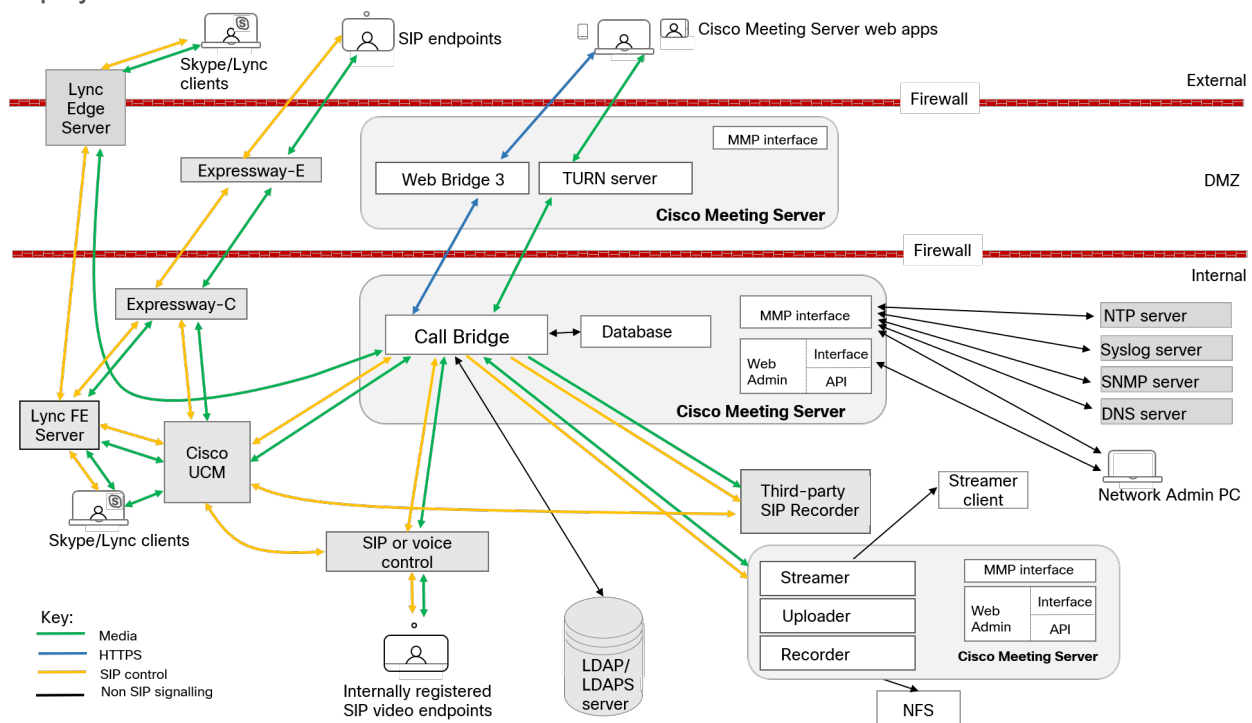 Skype/Lync
clients
SIP endpoints
Cisco Meeting Server web apps
External
Lync
Edge
Server
Firewall
MMP interface
Expressway-E
Web Bridge 3
TURN server
DMZ
Cisco Meeting Server
Firewall
Internal
Expressway-C
Call Bridge
Database
MMP interface
NTP server
Syslog server
SNMP server
DNS server
Web
Admin
Interface
API
Cisco Meeting Server
Lync FE
Server
Cisco
UCM
Network Admin PC
Third-party
SIP Recorder
Streamer
client
Skype/Lync clients
SIP or voice
control
Streamer
Uploader
Recorder
MMP interface
Web
Admin
Interface
API
Cisco Meeting Server
Key:
Media
HTTPS
SIP control
Non SIP signalling
Internally registered
SIP video endpoints
LDAP/
LDAPS
server
NFS